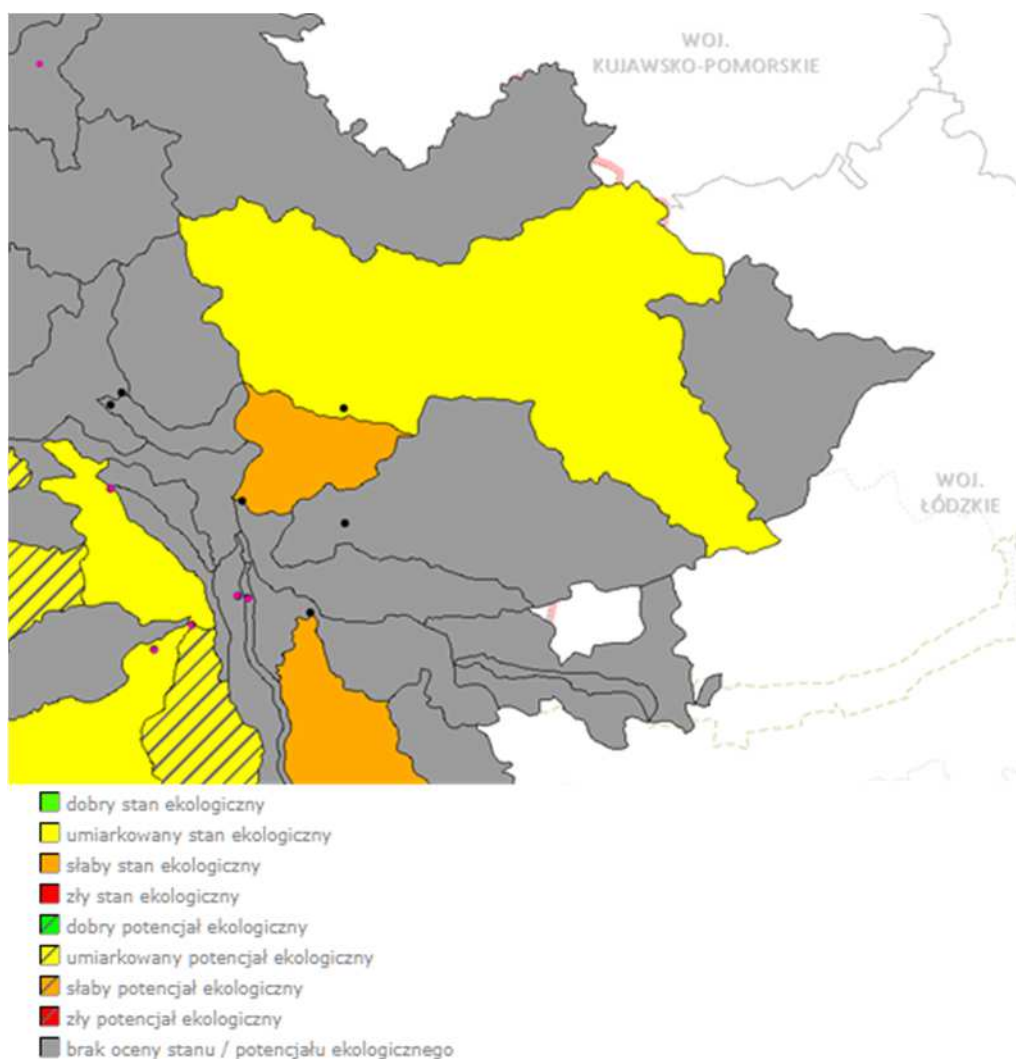 WOJ.
KUJAWSKO-POMORSKIE
WOJ.
ŁÓDZKIE
dobry stan ekologiczny
umiarkowany stan ekologiczny
słaby stan ekologiczny
zły stan ekologiczny
dobry potencjał ekologiczny
umiarkowany potencjał ekologiczny
słaby potencjał ekologiczny
zły potencjał ekologiczny
brak oceny stanu / potencjału ekologicznego